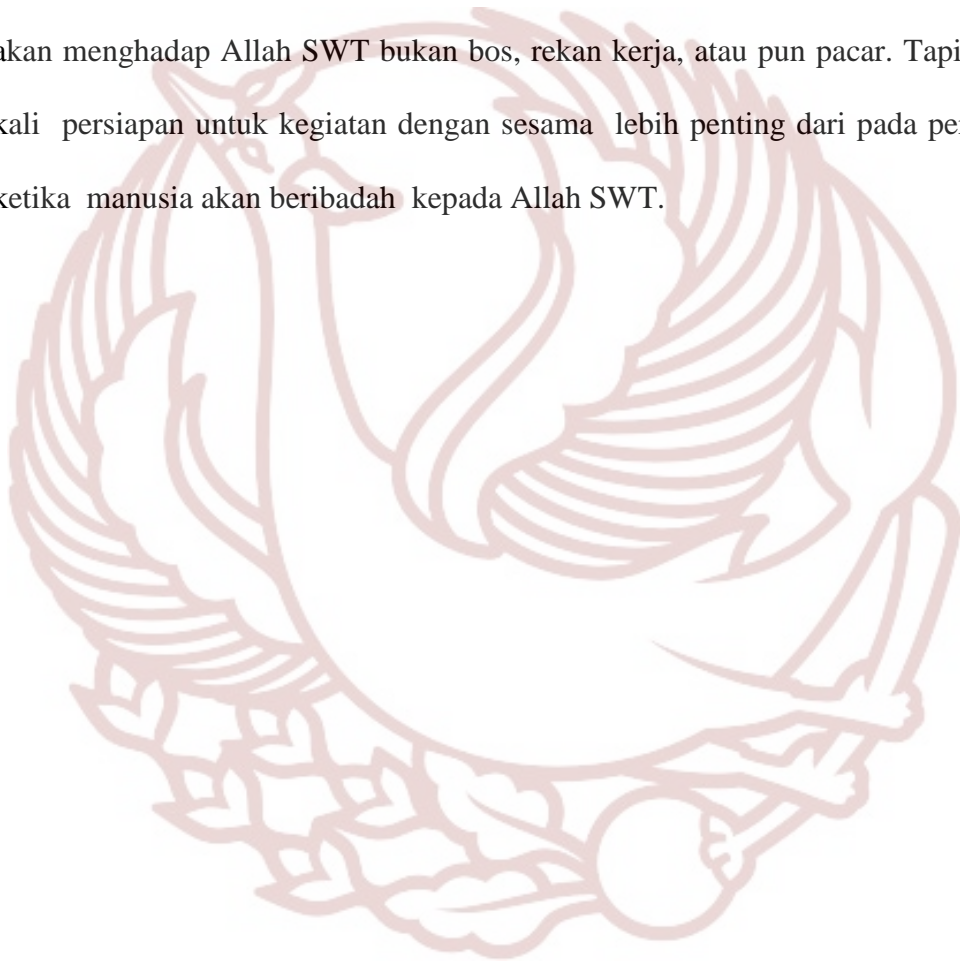 akan menghadap Allah SWT bukan bos, rekan kerja, atau pun pacar. Tapi
kali persiapan untuk kegiatan dengan sesama lebih penting dari pada
ketika manusia akan beribadah kepada Allah SWT.